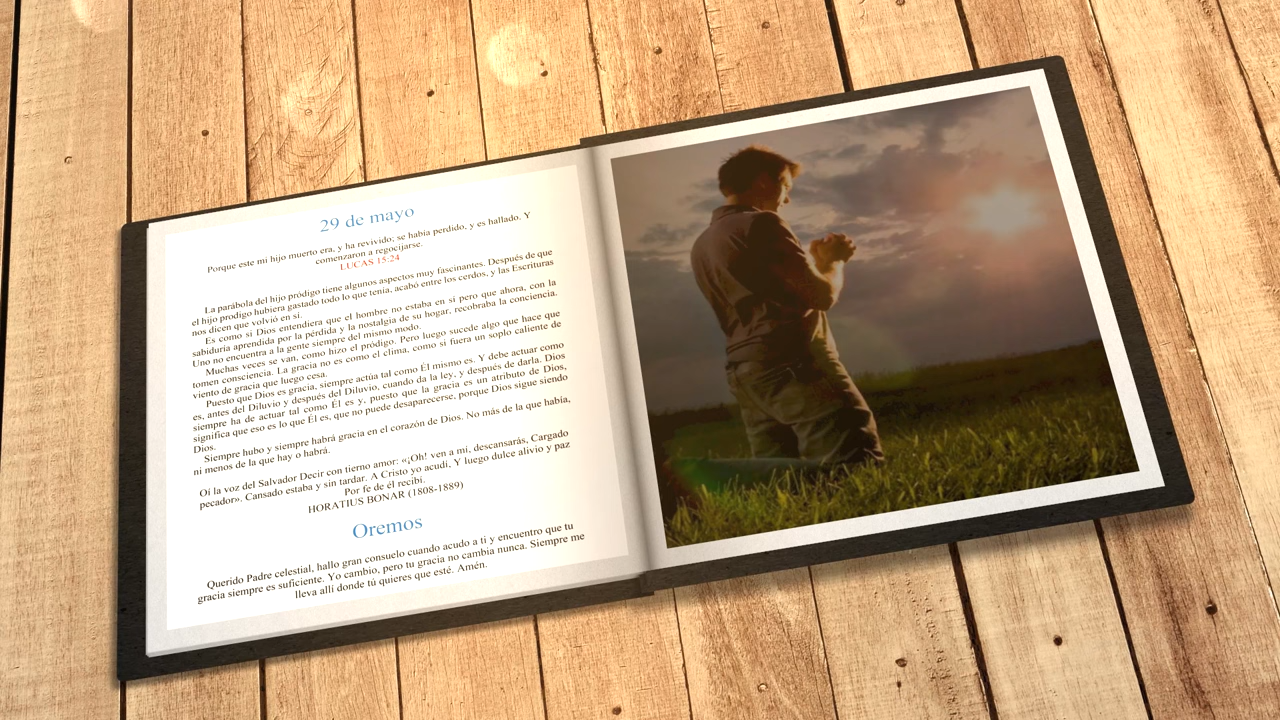 29 de mayo
Porque este mi hijo muerto era, y ha revivido; se había perdido, y es hallado. Y
comenzaron a regocijarse.
LUCAS 15:24
La parábola del hijo pródigo tiene algunos aspectos muy fascinantes. Después de que
el hijo prodigo hubiera gastado todo lo que tenía, acabó entre los cerdos, y las Escrituras
nos dicen que volvió en sí.
Es como si Dios entendiera que el hombre no estaba en sí pero que ahora, con la
sabiduría aprendida por la pérdida y la nostalgia de su hogar, recobraba la conciencia.
Uno no encuentra a la gente siempre del mismo modo.
Muchas veces se van, como hizo el pródigo. Pero luego sucede algo que hace que
tomen consciencia. La gracia no es como el clima, como si fuera un soplo caliente de
viento de gracia que luego cesa.
Puesto que Dios es gracia, siempre actúa tal como Él mismo es. Y debe actuar como
es, antes del Diluvio y después del Diluvio, cuando da la ley, y después de darla. Dios
siempre ha de actuar tal como Él es y, puesto que la gracia es un atributo de Dios,
significa que eso es lo que Él es, que no puede desaparecerse, porque Dios sigue siendo
Dios.
Siempre hubo y siempre habrá gracia en el corazón de Dios. No más de la que había,
ni menos de la que hay o habrá.
Oí la voz del Salvador Decir con tierno amor: «¡Oh! ven a mí, descansarás, Cargado
pecador». Cansado estaba y sin tardar. A Cristo yo acudí, Y luego dulce alivio y paz
Por fe de él recibí.
HORATIUS BONAR (1808-1889)
Oremos
Querido Padre celestial, hallo gran consuelo cuando acudo a ti y encuentro que tu
gracia siempre es suficiente. Yo cambio, pero tu gracia no cambia nunca. Siempre me
lleva allí donde tú quieres que esté. Amén.